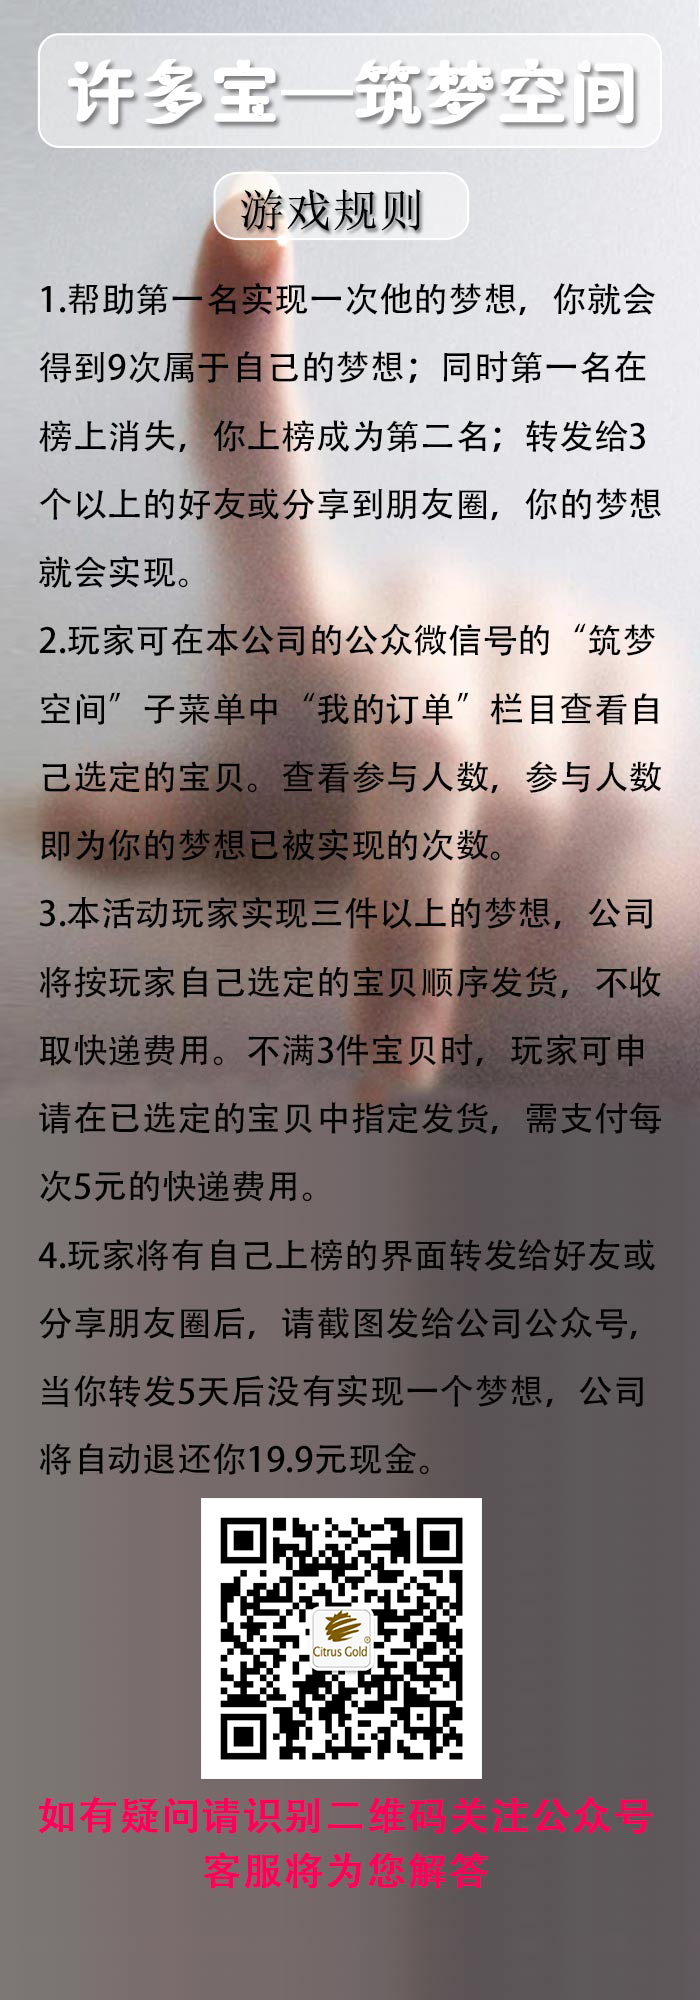 许多宝—筑梦空间
游戏规则
1.帮助第一名实现一次他的梦想，你就会
得到9次属于自己的梦想；同时第一名在
榜上消失，你上榜成为第二名；转发给3
个以上的好友或分享到朋友圈，你的梦想
就会实现。
2.玩家可在本公司的公众微信号的“筑梦
空间”子菜单中“我的订单”栏目查看自
己选定的宝贝。查看参与人数，参与人数
即为你的梦想已被实现的次数。
3.本活动玩家实现三件以上的梦想，公司
将按玩家自己选定的宝贝顺序发货，不收
取快递费用。不满3件宝贝时，玩家可申
请在已选定的宝贝中指定发货，需支付每
次5元的快递费用。
4.玩家将有自己上榜的界面转发给好友或
分享朋友圈后，请截图发给公司公众号，
当你转发5天后没有实现一个梦想，公司
将自动退还你19.9元现金。
Citrus Gold
如有疑问请识别二维码关注公众号
客服将为您解答